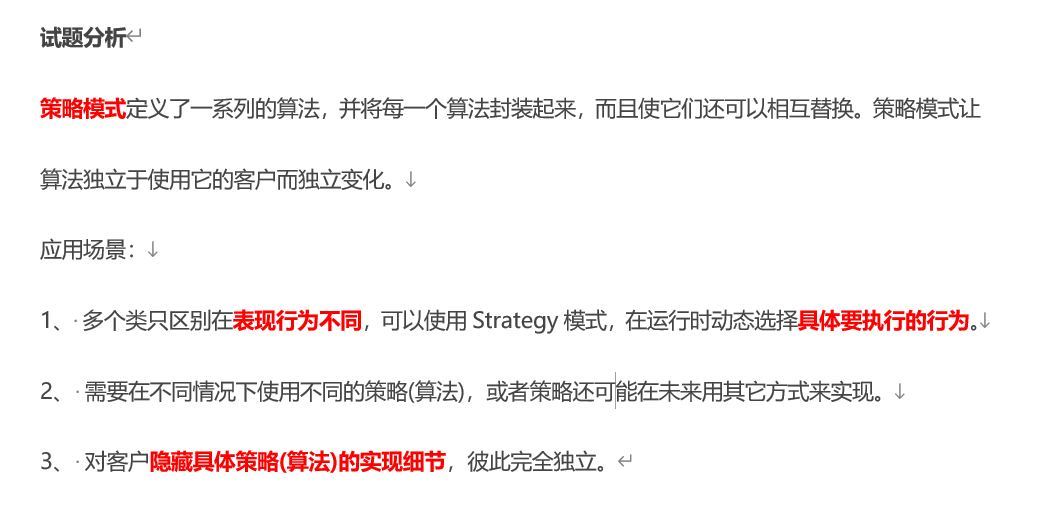 试题分析
策略模式定义了一系列的算法，并将每一个算法封装起来，而且使它们还可以相互替换。策略模式让
算法独立于使用它的客户而独立变化。
应用场景：
1、 多个类只区别在表现行为不同，可以使用 Strategy 模式，在运行时动态选择具体要执行的行为。
2、 需要在不同情况下使用不同的策略(算法)，或者策略还可能在未来用其它方式来实现。
3、 对客户隐藏具体策略(算法)的实现细节，彼此完全独立。